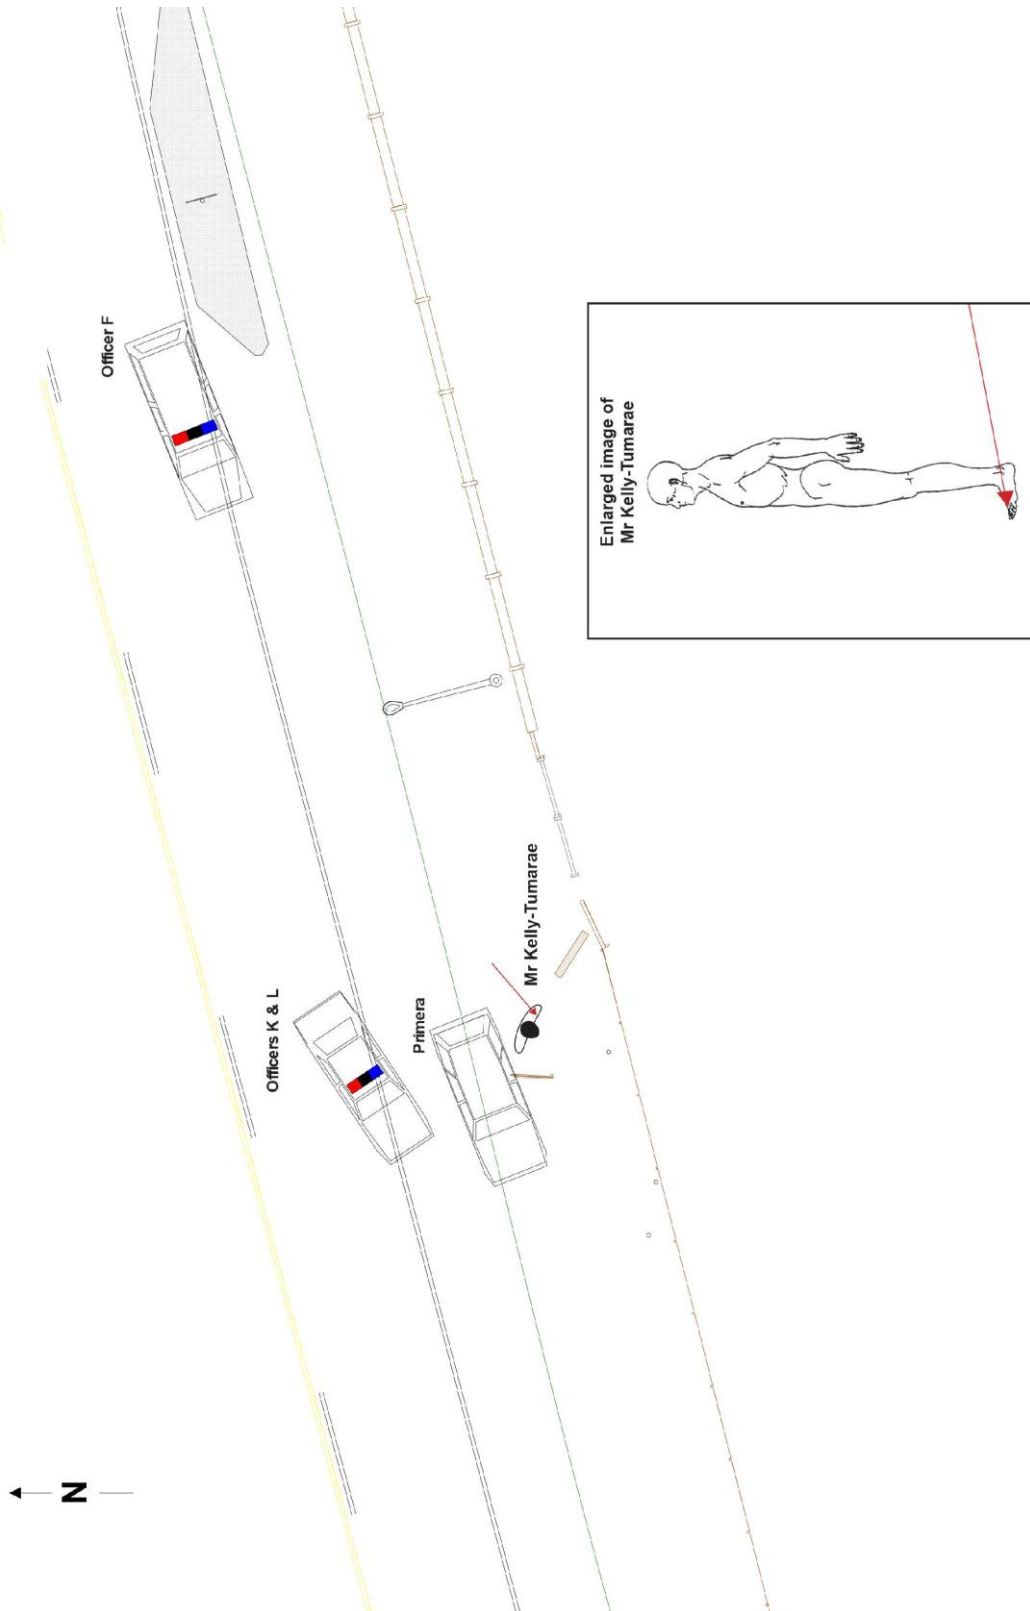 Officer F
Enlarged image of
Mr Kelly-Tumarae
Mr Kelly-Tumarae
Officers K & L
Primera
N